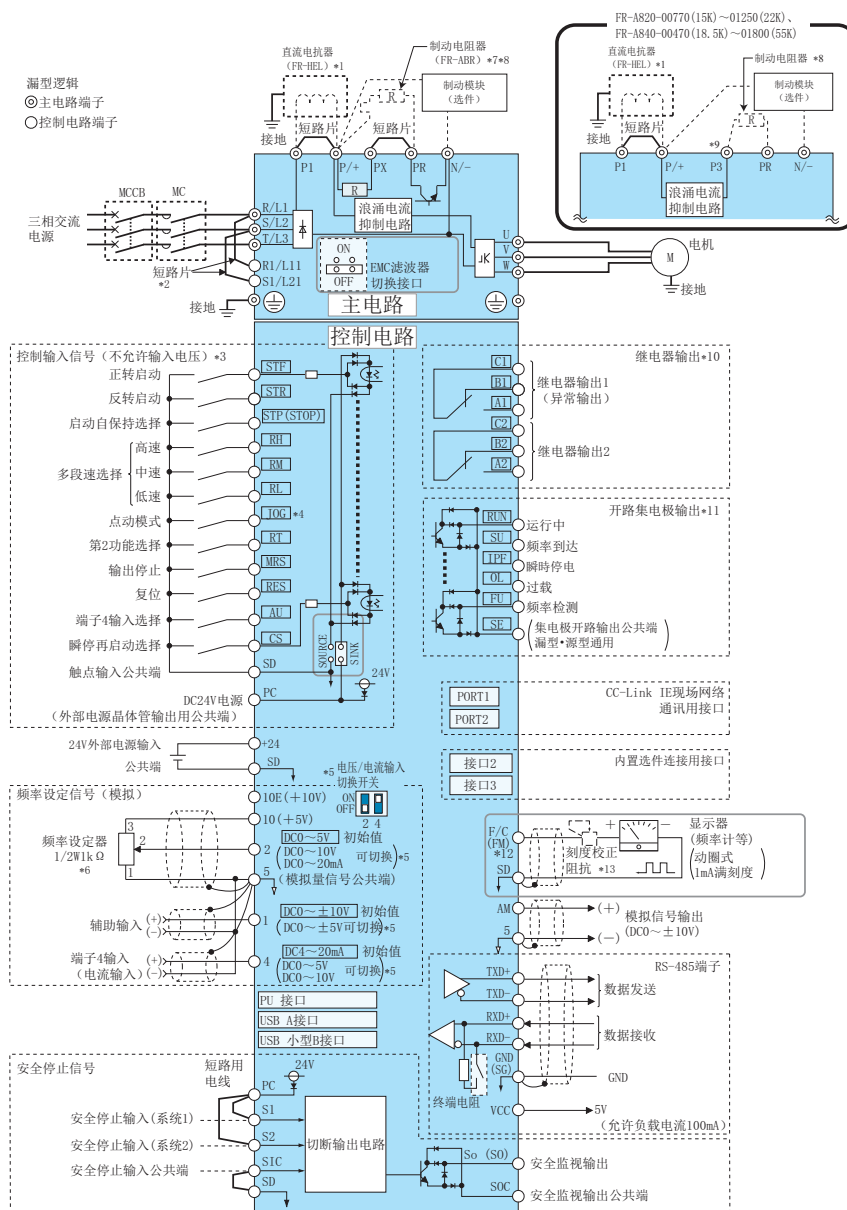 FR-A820-00770(15K)～01250(22K)、
FR-A840-00470(18.5K)～01800(55K)
直流电抗器
(FR-HEL)*1
制动电阻器 *8
制动模块
(选件)
R
接地
短路片
*9
P1
P/+
P3
PR
N/-
浪涌电流
抑制电路
漏型逻辑
主电路端子
控制电路端子
直流电抗器
(FR-HEL)*1
制动电阻器
(FR-ABR)*7*8
制动模块
(选件)
R
接地
短路片
短路片
P1
P/+
PX
PR
N/-
R
浪涌电流
抑制电路
MCCB
MC
三相交流
电源
R/L1
S/L2
T/L3
R1/L11
S1/L21
短路片
*2
接地
ON
OFF
EMC滤波器
切换接口
主电路
U
V
W
电机
M
接地
控制电路
控制输入信号(不允许输入电压)*3
正转启动
STF
反转启动
STR
启动自保持选择
STP(STOP)
多段速选择
高速
RH
中速
RM
低速
RL
点动模式
JOG *4
第2功能选择
RT
输出停止
MRS
复位
RES
端子4输入选择
AU
瞬停再启动选择
CS
触点输入公共端
SD
SOURCE
SINK
24V
DC24V电源
PC
(外部电源晶体管输出用公共端)
24V外部电源输入
+24
公共端
SD
继电器输出*10
C1
B1
A1
继电器输出1
(异常输出)
C2
B2
A2
继电器输出2
开路集电极输出*11
RUN
运行中
SU
频率到达
IPF
瞬時停电
OL
过载
FU
频率检测
SE
(集电极开路输出公共端
漏型•源型通用)
PORT1
PORT2
CC-Link IE现场网络
通讯用接口
接口2
接口3
内置选件连接用接口
频率设定信号(模拟)
*5 电压/电流输入
切换开关
ON
OFF
2 4
10E(+10V)
10(+5V)
频率设定器
1/2W1kΩ
*6
3
2
1
2
DC0～5V 初始值
(DC0～10V
DC0～20mA 可切换)*5
5
(模拟量信号公共端)
辅助输入 (+)
(-)
1
DC0～±10V 初始值
(DC0～±5V可切换)*5
端子4输入 (+)
(电流输入)(-)
4
DC4～20mA 初始值
(DC0～5V
DC0～10V 可切换)*5
F/C
(FM)
*12
SD
刻度校正
阻抗 *13
+
-
显示器
(频率计等)
(动圈式
1mA满刻度)
AM
(+)
5
(-)
模拟信号输出
(DC0～±10V)
RS-485端子
TXD+
TXD-
数据发送
RXD+
RXD-
数据接收
GND
(SG)
GND
终端电阻
VCC
5V
(允许负载电流100mA)
PU 接口
USB A接口
USB 小型B接口
安全停止信号
短路用
电线
24V
PC
安全停止输入(系统1)
S1
安全停止输入(系统2)
S2
安全停止输入公共端
SIC
SD
切断输出电路
So (SO)
安全监视输出
SOC
安全监视输出公共端